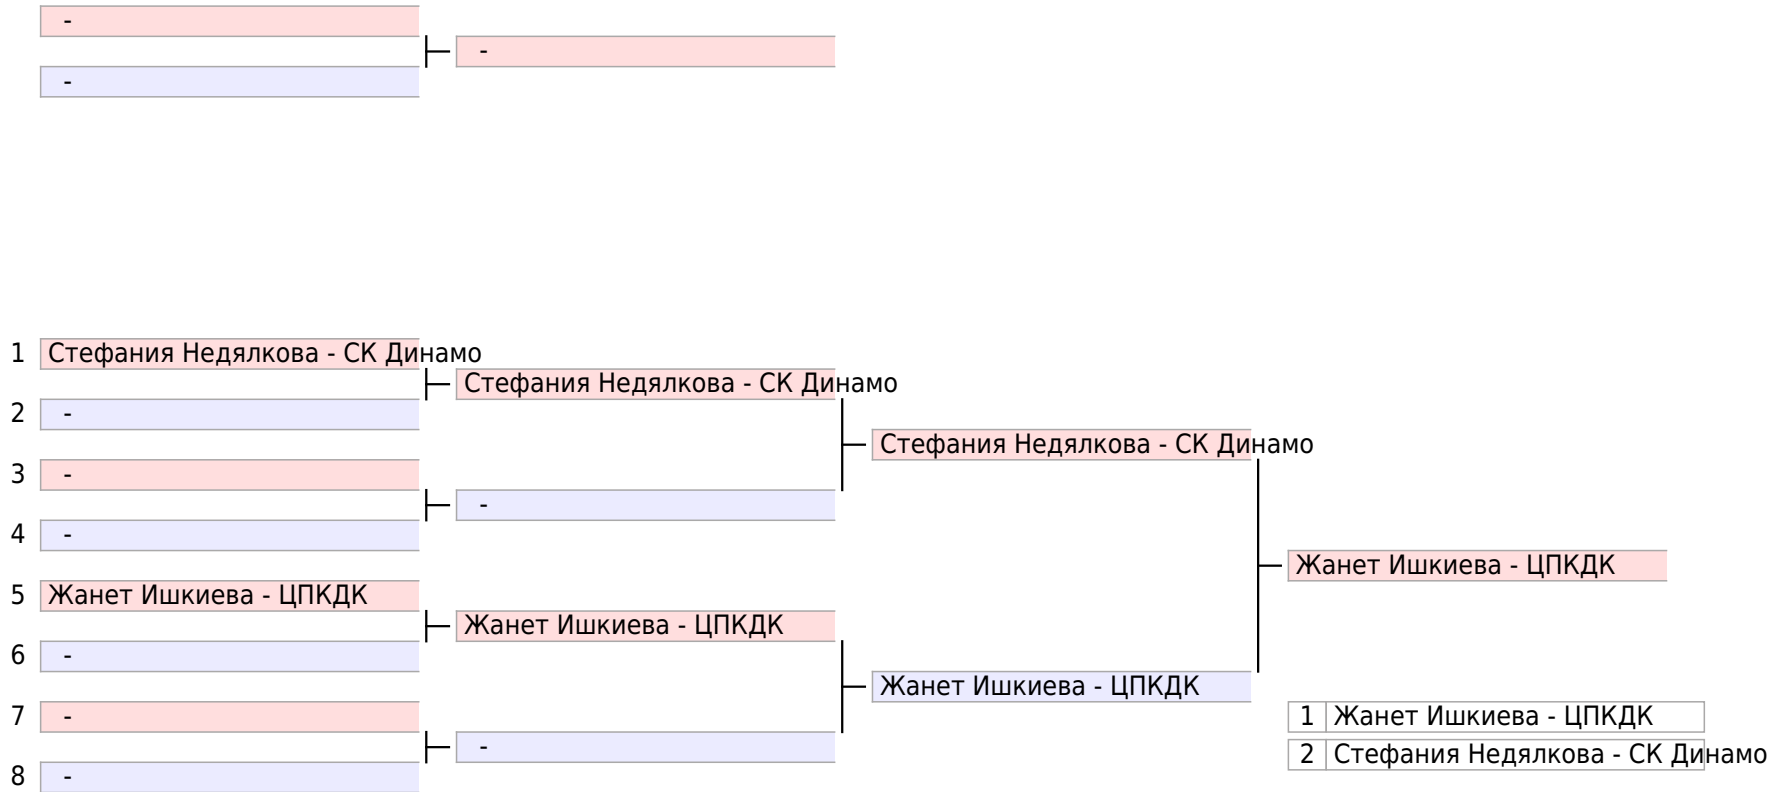 -
-
-
1 Стефания Недялкова - СК Динамо
Стефания Недялкова - СК Динамо
2 -
Стефания Недялкова - СК Динамо
3 -
-
4 -
Жанет Ишкиева - ЦПКДК
5 Жанет Ишкиева - ЦПКДК
Жанет Ишкиева - ЦПКДК
6 -
Жанет Ишкиева - ЦПКДК
7 -
1 Жанет Ишкиева - ЦПКДК
-
2 Стефания Недялкова - СК Динамо
8 -